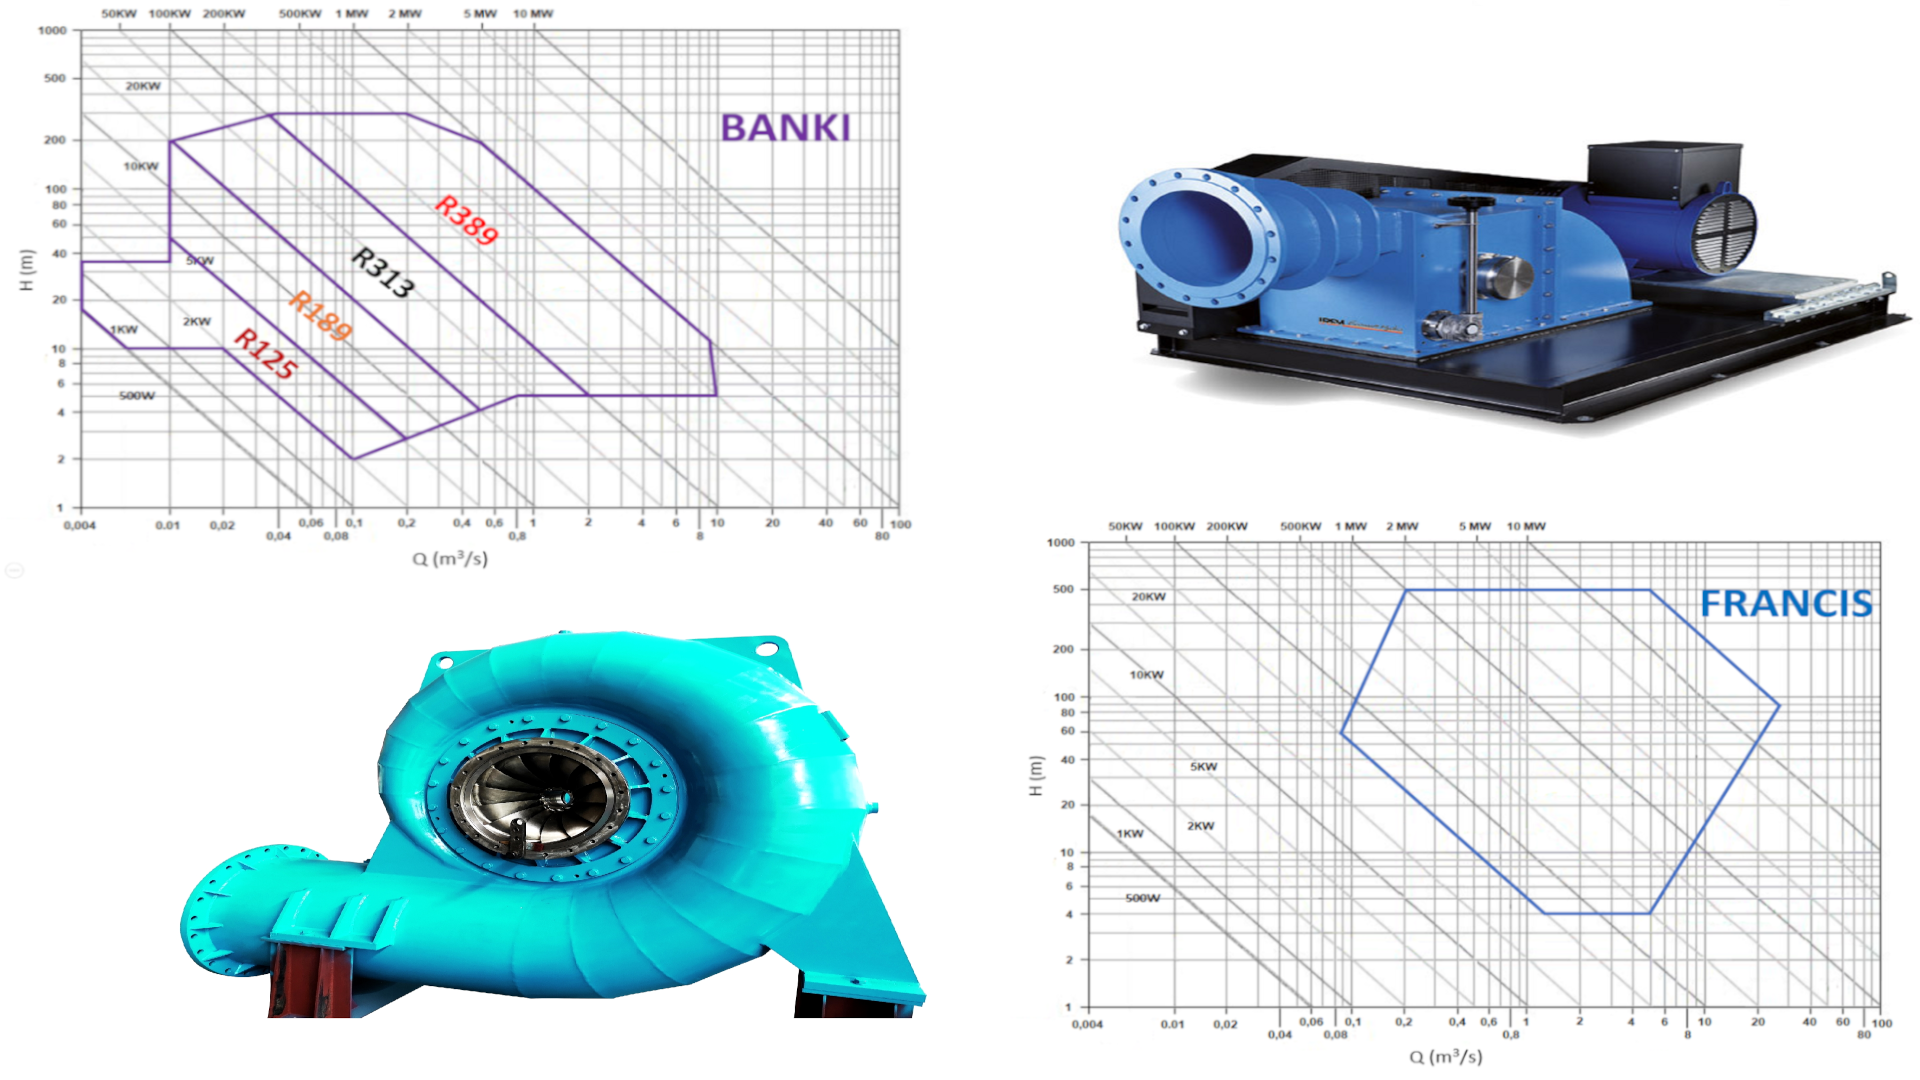 50KW 100KW 200KW 500KW 1 MW 2 MW 5 MW 10 MW
1000
500
200
100
80
60
40
20
10
8
6
4
2
1
H (m)
20KW
10KW
5KW
2KW
1KW
500W
BANKI
R389
R313
R189
R125
0,004 0.01 0,02 0,06 0,1 0,2 0,4 0,6 1 2 4 6 10 20 40 60 100
0,04 0,08 0,8 8 80
Q (m³/s)
50KW 100KW 200KW 500KW 1 MW 2 MW 5 MW 10 MW
1000
500
200
100
80
60
40
20
10
8
6
4
2
1
H (m)
20KW
10KW
5KW
2KW
1KW
500W
FRANCIS
0,004 0.01 0,02 0,06 0,1 0,2 0,4 0,6 1 2 4 6 10 20 40 60 100
0,04 0,08 0,8 8 80
Q (m³/s)